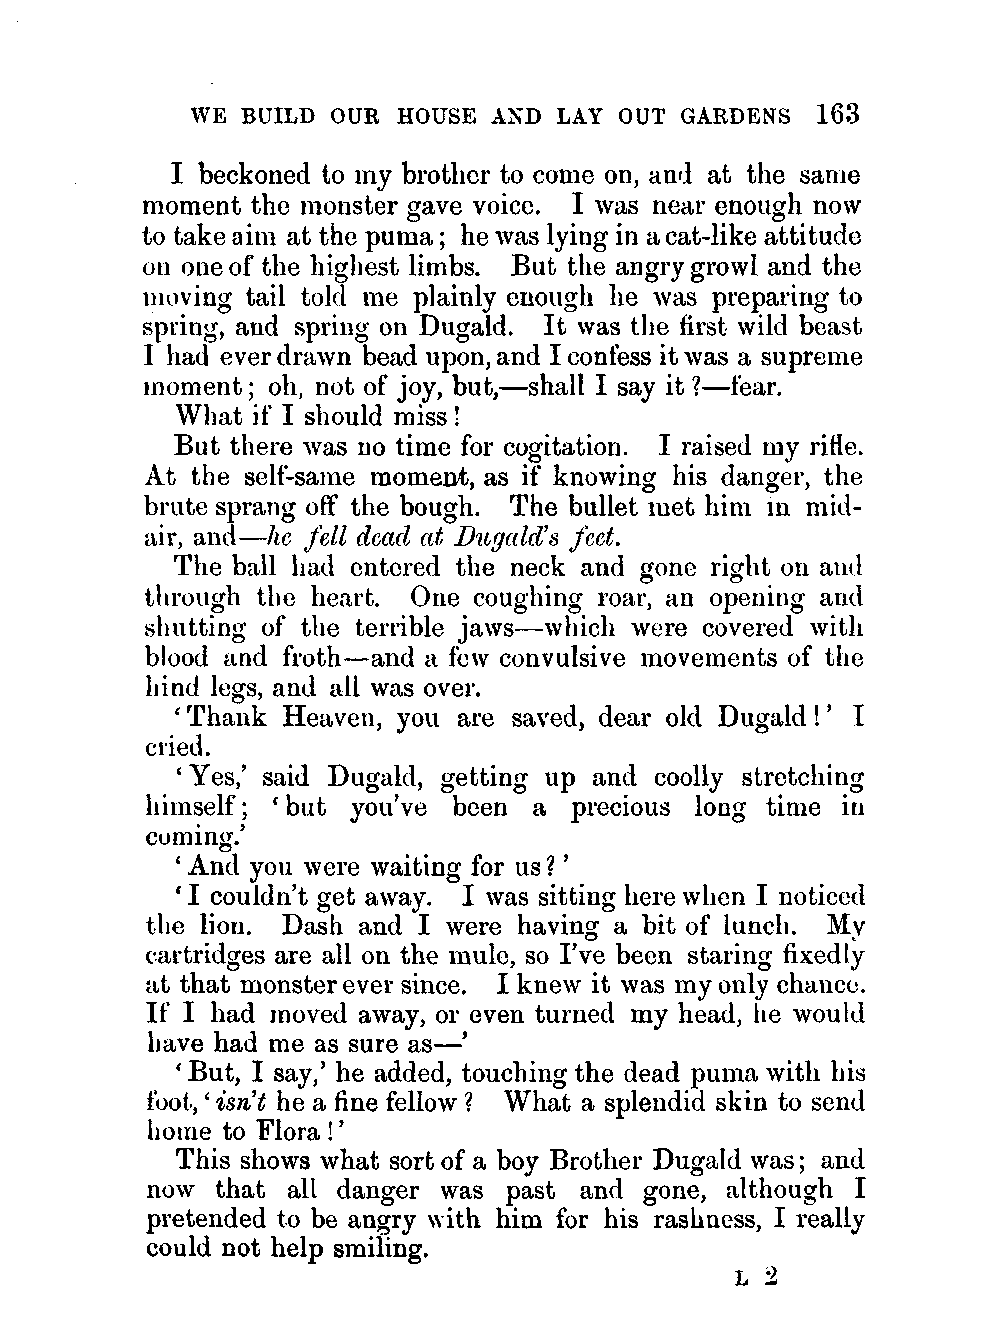 WE BUILD OUR HOUSE AND LAY OUT GARDENS 163
I beckoned to my brother to come on, and at the same
moment the monster gave voice. I was near enough now
to take aim at the puma; he was lying in a cat-like attitude
on one of the highest limbs. But the angry growl and the
moving tail told me plainly enough he was preparing to
spring, and spring on Dugald. It was the first wild beast
I had ever drawn bead upon, and I confess it was a supreme
moment; oh, not of joy, but,—shall I say it?—fear.
What if I should miss!
But there was no time for cogitation. I raised my rifle.
At the self-same moment, as if knowing his danger, the
brute sprang off the bough. The bullet met him in mid-
air, and—he fell dead at Dugald's feet.
The ball had entered the neck and gone right on and
through the heart. One coughing roar, an opening and
shutting of the terrible jaws—which were covered with
blood and froth—and a few convulsive movements of the
hind legs, and all was over.
‘Thank Heaven, you are saved, dear old Dugald!’ I
cried.
‘Yes,’ said Dugald, getting up and coolly stretching
himself; ‘but you've been a precious long time in
coming.’
‘And you were waiting for us?’
‘I couldn't get away. I was sitting here when I noticed
the lion. Dash and I were having a bit of lunch. My
cartridges are all on the mule, so I've been staring fixedly
at that monster ever since. I knew it was my only chance.
If I had moved away, or even turned my head, he would
have had me as sure as—’
‘But, I say,’ he added, touching the dead puma with his
foot, ‘isn't he a fine fellow? What a splendid skin to send
home to Flora!’
This shows what sort of a boy Brother Dugald was; and
now that all danger was past and gone, although I
pretended to be angry with him for his rashness, I really
could not help smiling.
L 2